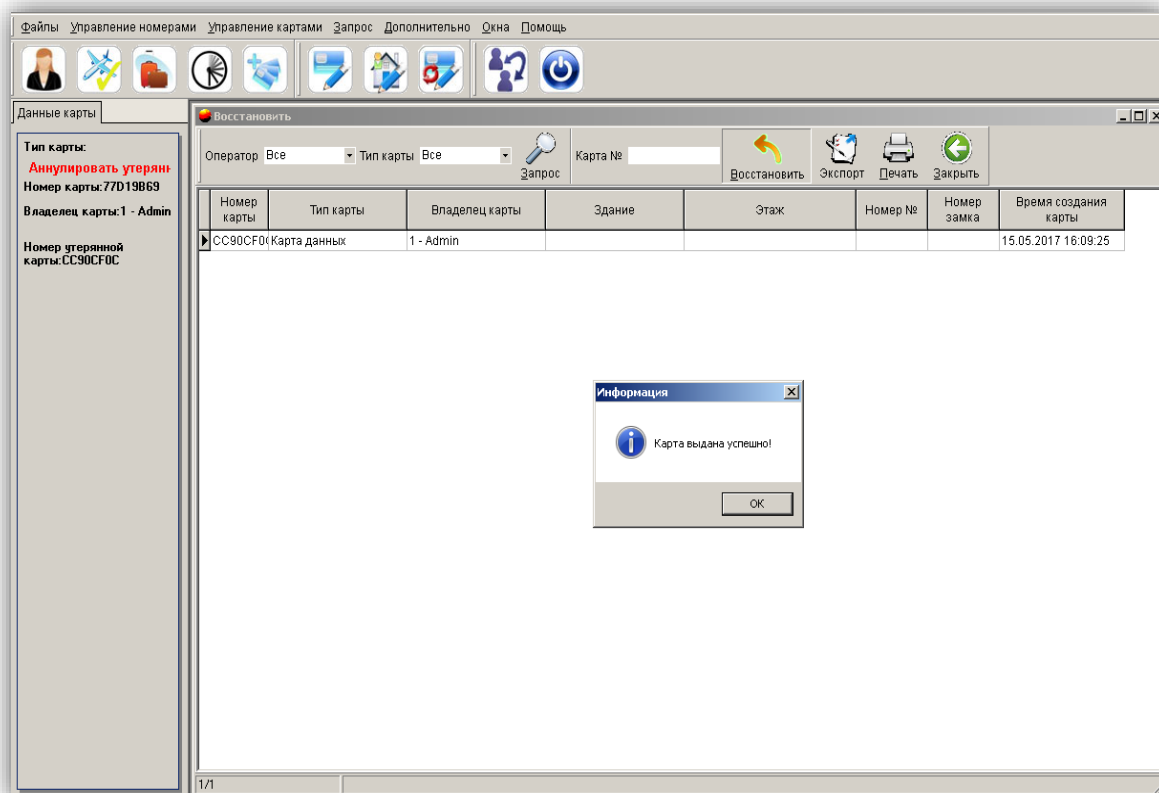 Файлы Управление номерами Управление картами Запрос Дополнительно Окна Помощь
Данные карты
Тип карты:
Аннулировать утерянн
Номер карты:77D19B69
Владелец карты:1 - Admin
Номер утерянной
карты:CC90CF0C
Восстановить
Оператор Все Тип карты Все Запрос Карта № Восстановить Экспорт Печать Закрыть
Номер карты Тип карты Владелец карты Здание Этаж Номер № Номер замка Время создания карты
CC90CF0( Карта данных 1 - Admin 15.05.2017 16:09:25
Информация
Карта выдана успешно!
OK
1/1